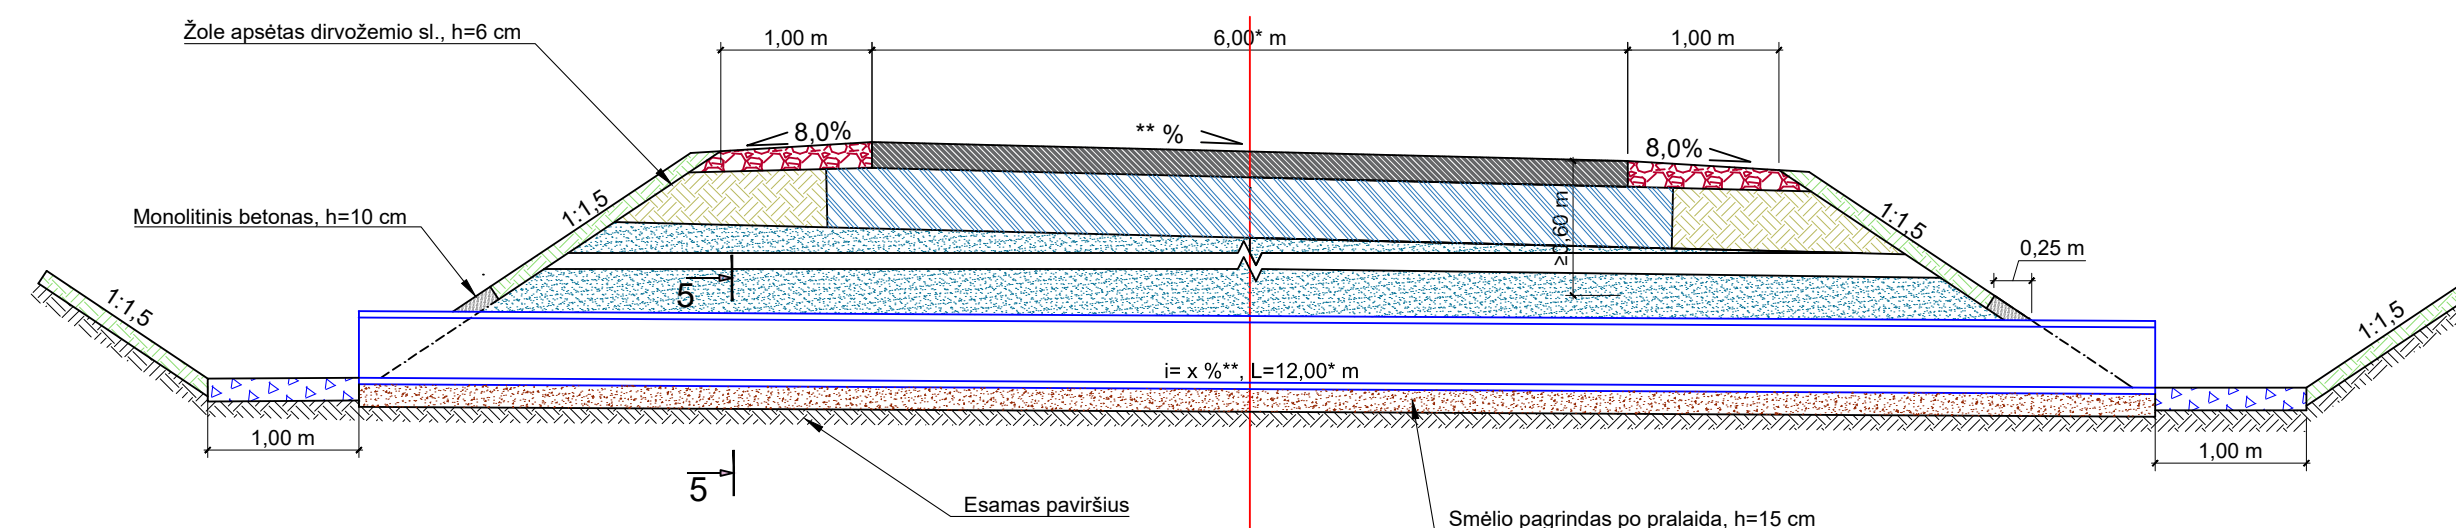 Žole apsėtas dirvožemio sl., h=6 cm
1,00 m
6,00* m
1,00 m
8,0%
** %
8,0%
Monolitinis betonas, h=10 cm
1:1,5
1:1,5
≥0,60 m
0,25 m
5
1:1,5
1:1,5
i= x %**, L=12,00* m
1,00 m
1,00 m
5
Esamas paviršius
Smėlio pagrindas po pralaida, h=15 cm